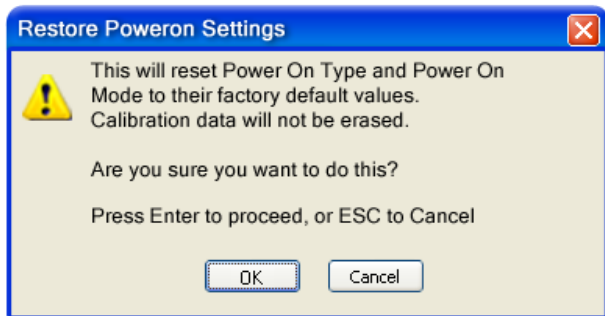 Restore Poweron Settings
This will reset Power On Type and Power On
Mode to their factory default values.
Calibration data will not be erased.
Are you sure you want to do this?
Press Enter to proceed, or ESC to Cancel
OK
Cancel